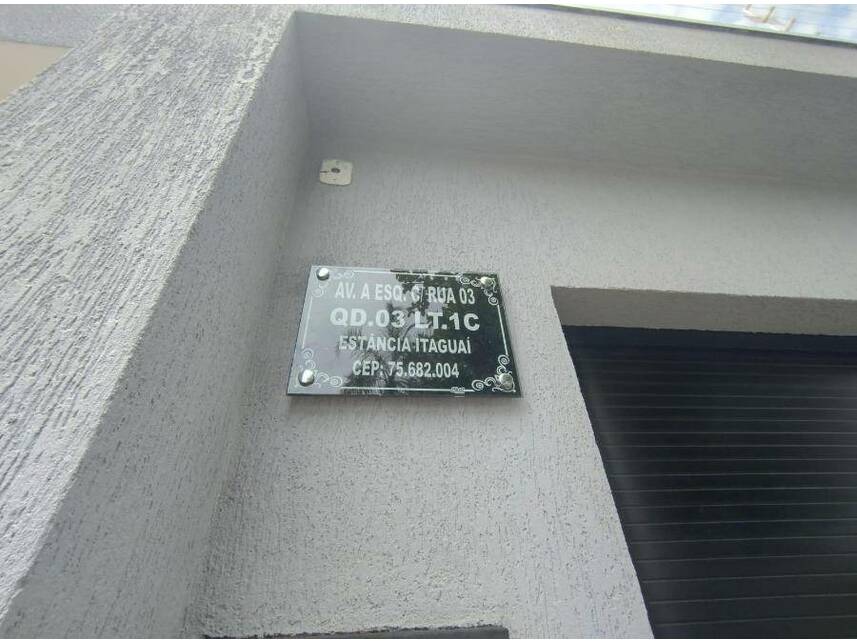 AV. A ESQ. C/ RUA 03
QD.03 LT.1C
ESTÂNCIA ITAGUAÍ
CEP: 75.682.004